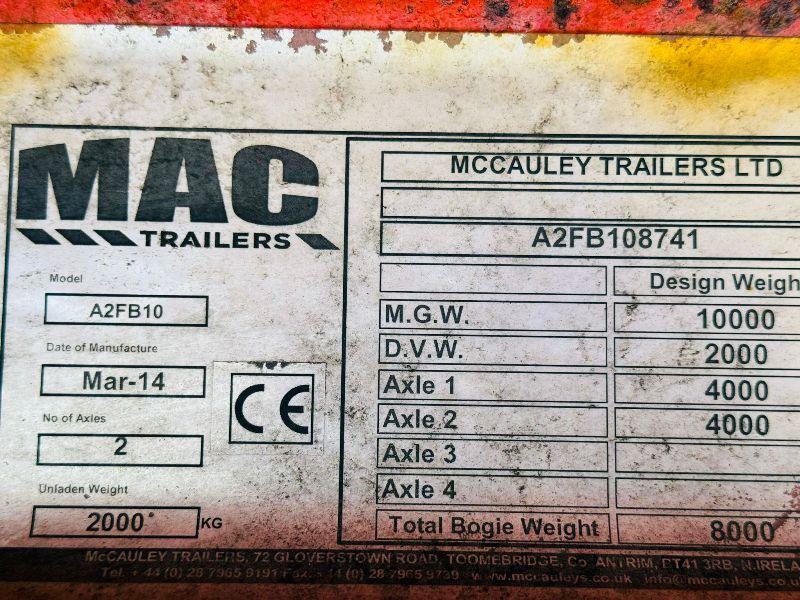 MAC
TRAILERS
Model
A2FB10
Date of Manufacture
Mar-14
No of Axles
2
Unladen Weight
2000 KG
CE
MCCAULEY TRAILERS LTD
A2FB108741
Design Weigh
M.G.W. 10000
D.V.W. 2000
Axle 1 4000
Axle 2 4000
Axle 3
Axle 4
Total Bogie Weight 8000
McCAULEY TRAILERS, 72 GLOVERSTOWN ROAD, TOOMEBRIDGE, Co. ANTRIM, BT41 3RB, N.IRELA
Tel. + 44 (0) 28 7965 9191 Fax. + 44 (0) 28 7965 9739 www.mccauleys.co.uk info@mccauleys.co.uk